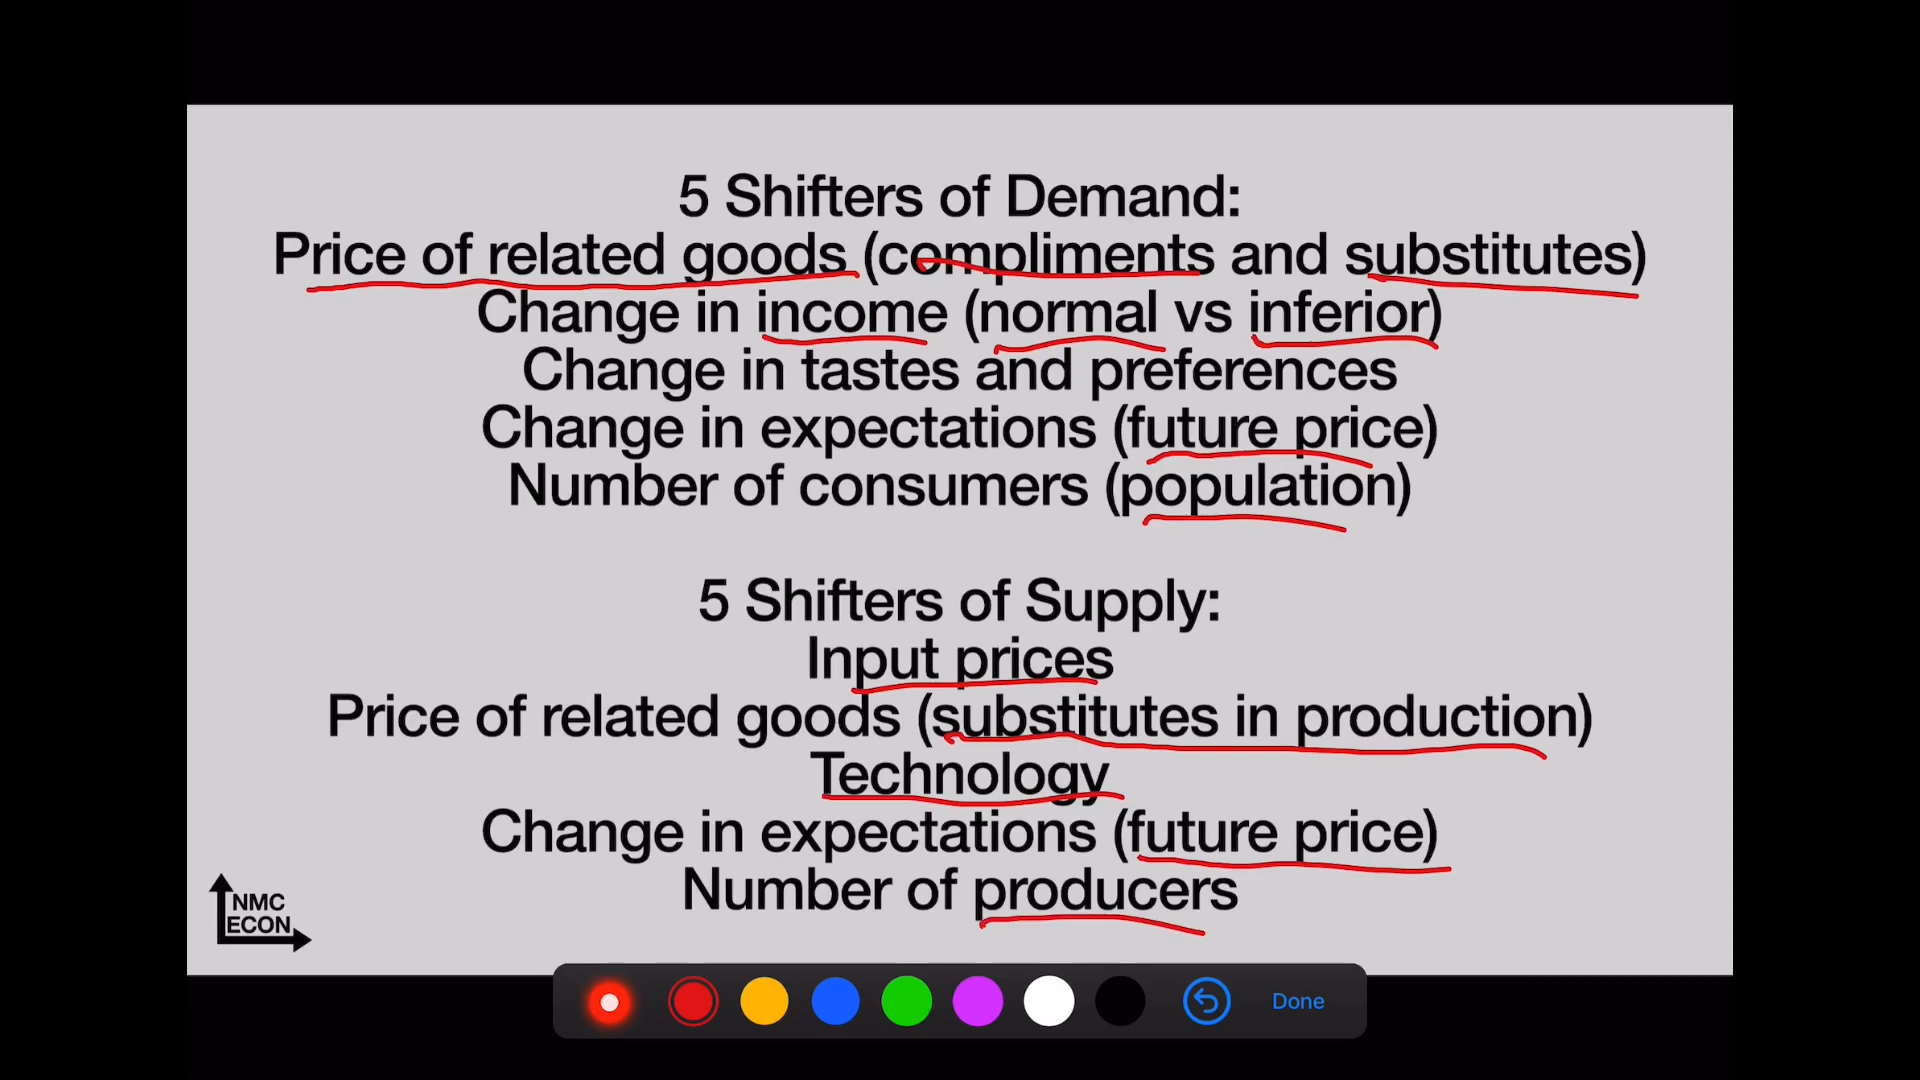 5 Shifters of Demand:
Price of related goods (compliments and substitutes)
Change in income (normal vs inferior)
Change in tastes and preferences
Change in expectations (future price)
Number of consumers (population)
5 Shifters of Supply:
Input prices
Price of related goods (substitutes in production)
Technology
Change in expectations (future price)
Number of producers
NMC
ECON
Done